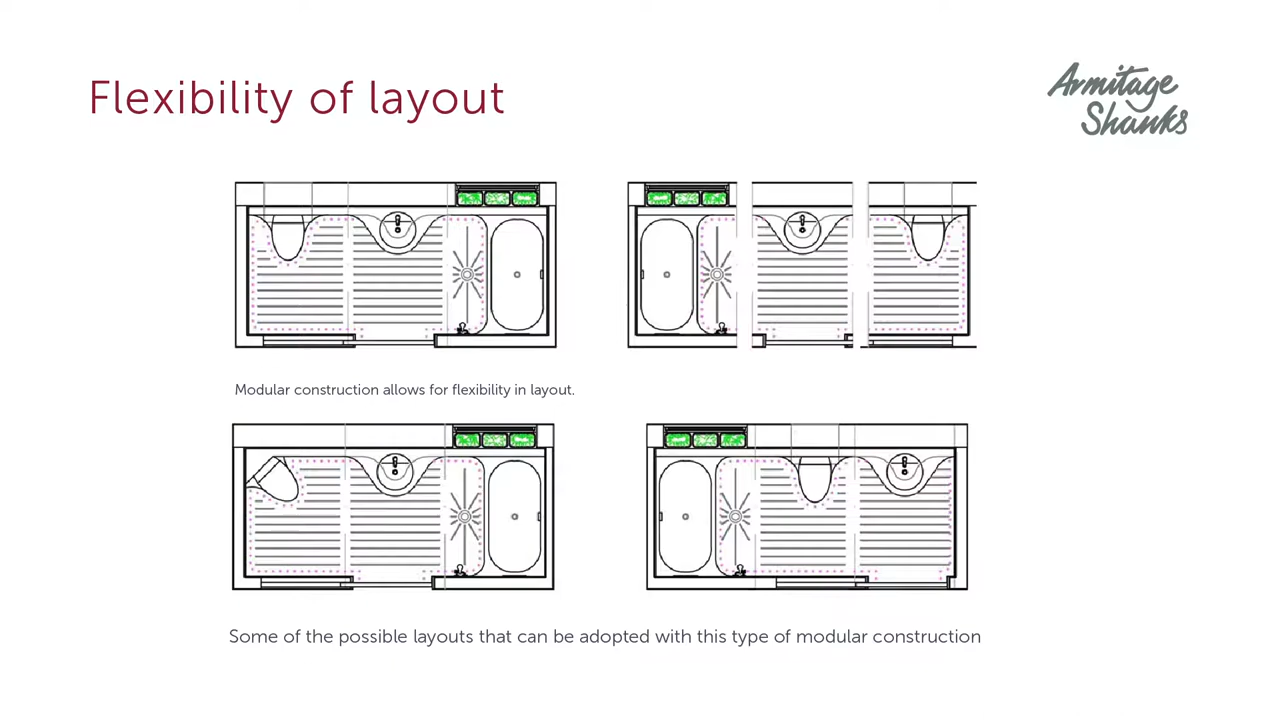 Flexibility of layout
Armitage
Shanks
Modular construction allows for flexibility in layout.
Some of the possible layouts that can be adopted with this type of modular construction